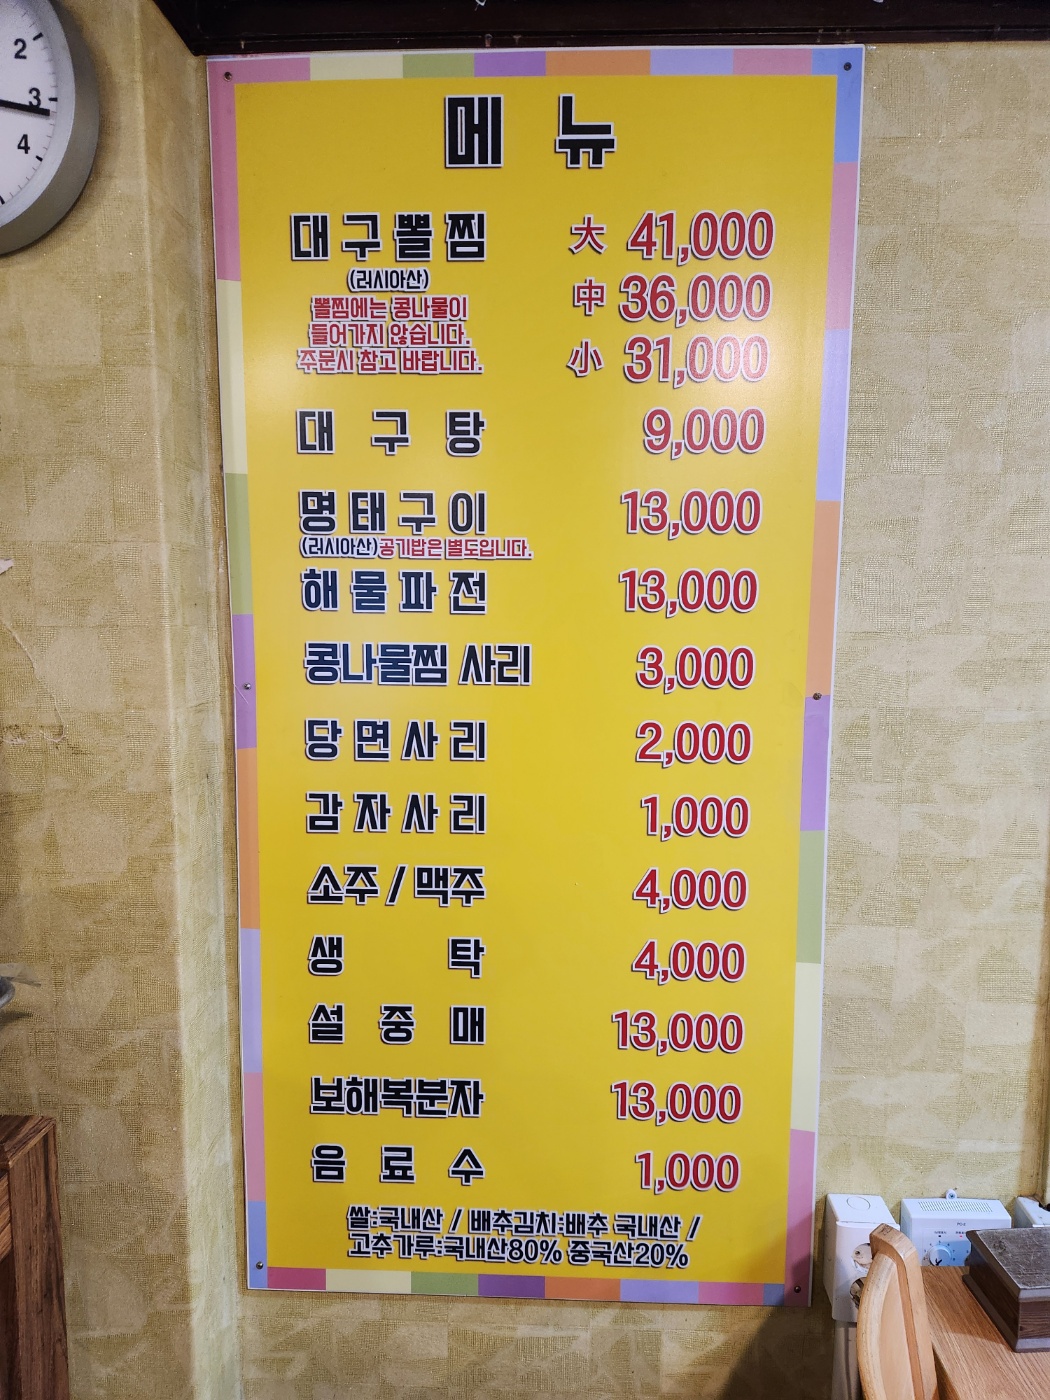 2
3
4
메뉴
대구뽈찜 大 41,000
(러시아산) 中 36,000
뽈찜에는 콩나물이
들어가지 않습니다.
주문시 참고 바랍니다. 小 31,000
대구탕 9,000
명태구이 13,000
(러시아산)공기밥은 별도입니다.
해물파전 13,000
콩나물찜 사리 3,000
당면사리 2,000
감자사리 1,000
소주/맥주 4,000
생탁 4,000
설중매 13,000
보해복분자 13,000
음료수 1,000
쌀:국내산 / 배추김치:배추 국내산 /
고추가루:국내산80% 중국산20%